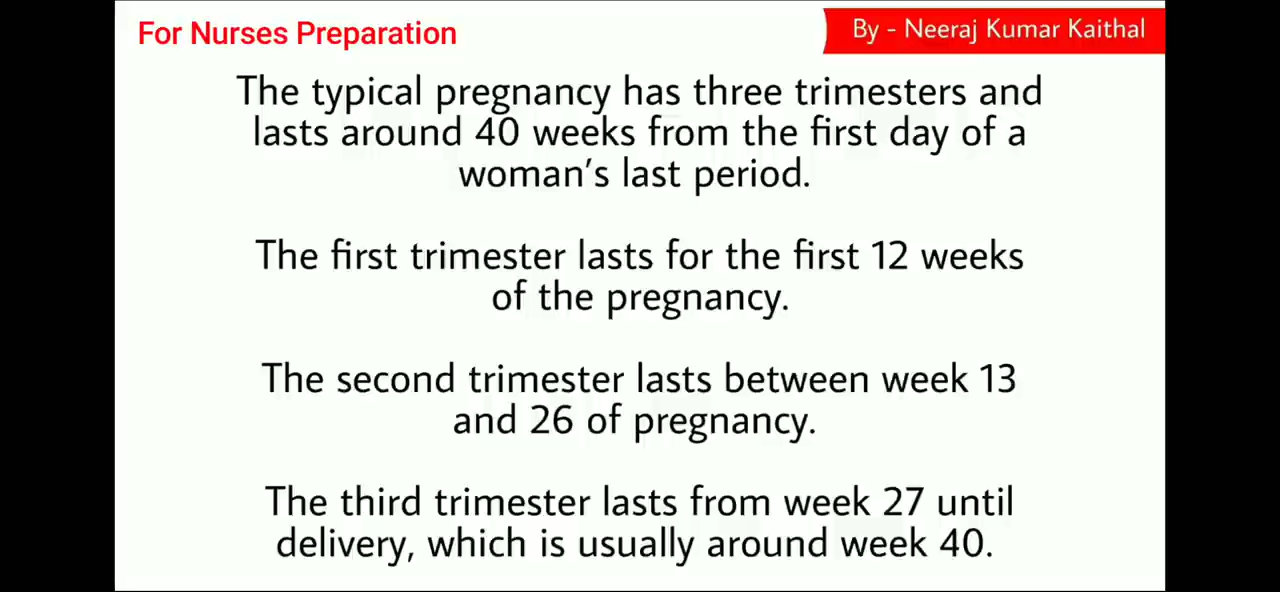 For Nurses Preparation
By - Neeraj Kumar Kaithal
The typical pregnancy has three trimesters and
lasts around 40 weeks from the first day of a
woman's last period.
The first trimester lasts for the first 12 weeks
of the pregnancy.
The second trimester lasts between week 13
and 26 of pregnancy.
The third trimester lasts from week 27 until
delivery, which is usually around week 40.